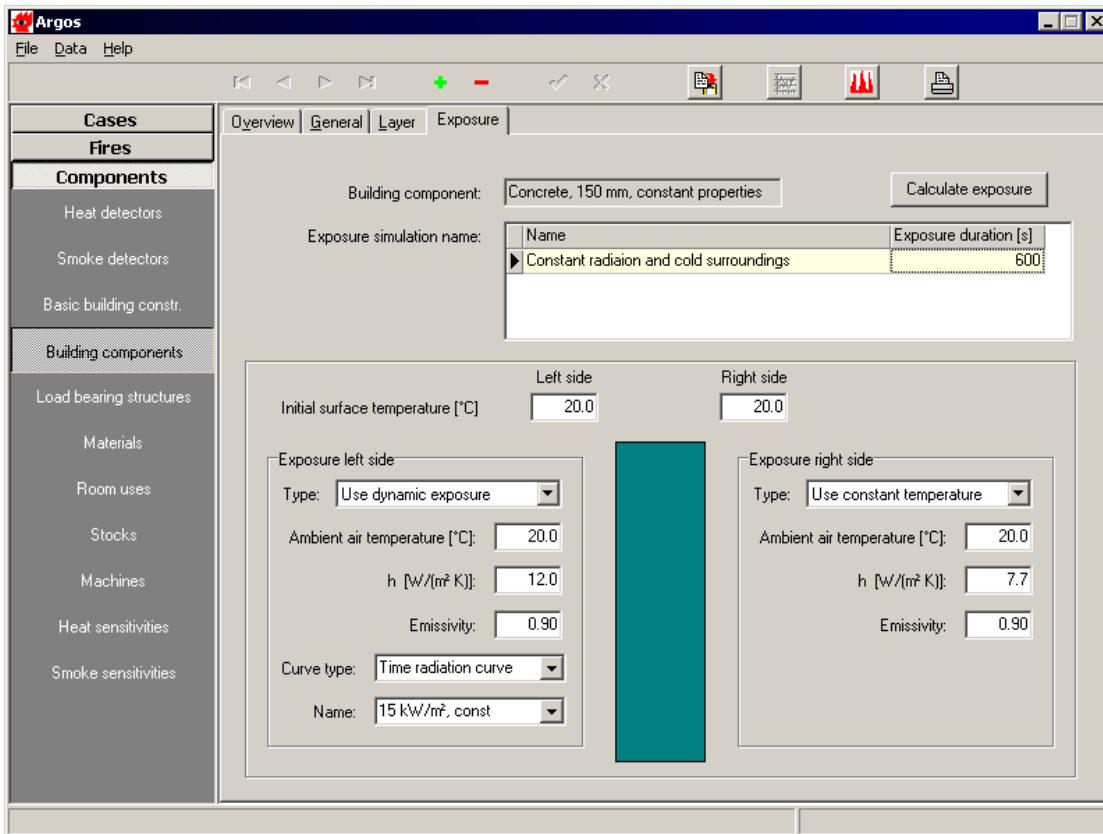 Argos
File Data Help
Cases
Fires
Components
Heat detectors
Smoke detectors
Basic building constr.
Building components
Load bearing structures
Materials
Room uses
Stocks
Machines
Heat sensitivities
Smoke sensitivities
Overview General Layer Exposure
Building component: Concrete, 150 mm, constant properties Calculate exposure
Exposure simulation name: Name Exposure duration [s]
Constant radiaion and cold surroundings 600
Left side Right side
Initial surface temperature [°C] 20.0 20.0
Exposure left side
Type: Use dynamic exposure
Ambient air temperature [°C]: 20.0
h [W/(m² K)]: 12.0
Emissivity: 0.90
Curve type: Time radiation curve
Name: 15 kW/m², const
Exposure right side
Type: Use constant temperature
Ambient air temperature [°C]: 20.0
h [W/(m² K)]: 7.7
Emissivity: 0.90